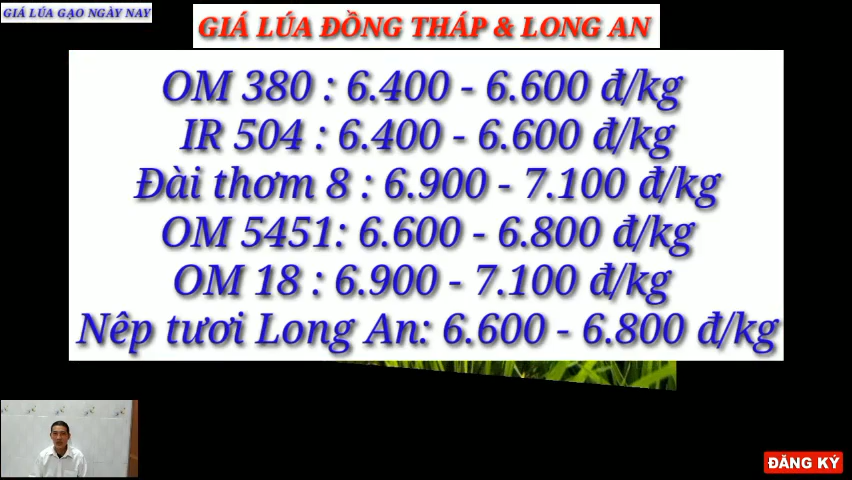 GIÁ LÚA GẠO NGÀY NAY
GIÁ LÚA ĐỒNG THÁP & LONG AN
OM 380 : 6.400 - 6.600 đ/kg
IR 504 : 6.400 - 6.600 đ/kg
Đài thơm 8 : 6.900 - 7.100 đ/kg
OM 5451: 6.600 - 6.800 đ/kg
OM 18 : 6.900 - 7.100 đ/kg
Nêp tươi Long An: 6.600 - 6.800 đ/kg
ĐĂNG KÝ